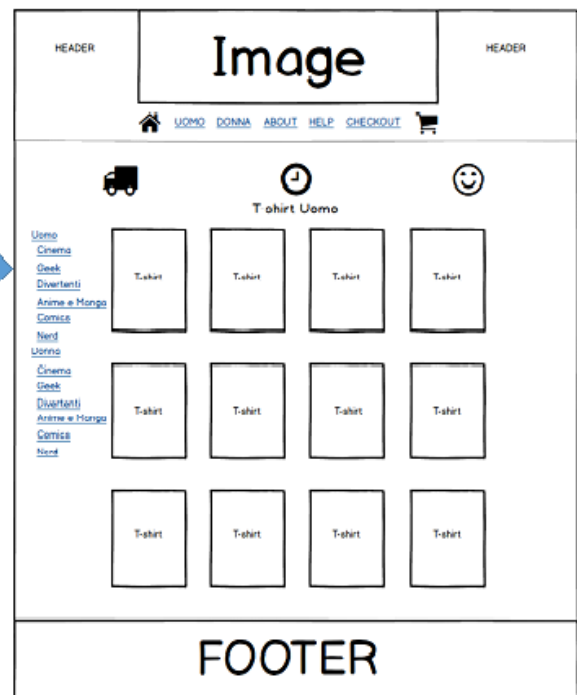 HEADER
Image
HEADER
UOMO DONNA ABOUT HELP CHECKOUT
T-shirt Uomo
Uomo
Cinema
Geek
Divertenti
Anime e Manga
Comics
Nerd
Donna
Cinema
Geek
Divertenti
Anime e Manga
Comics
Nerd
T-shirt T-shirt T-shirt T-shirt
T-shirt T-shirt T-shirt T-shirt
T-shirt T-shirt T-shirt T-shirt
FOOTER